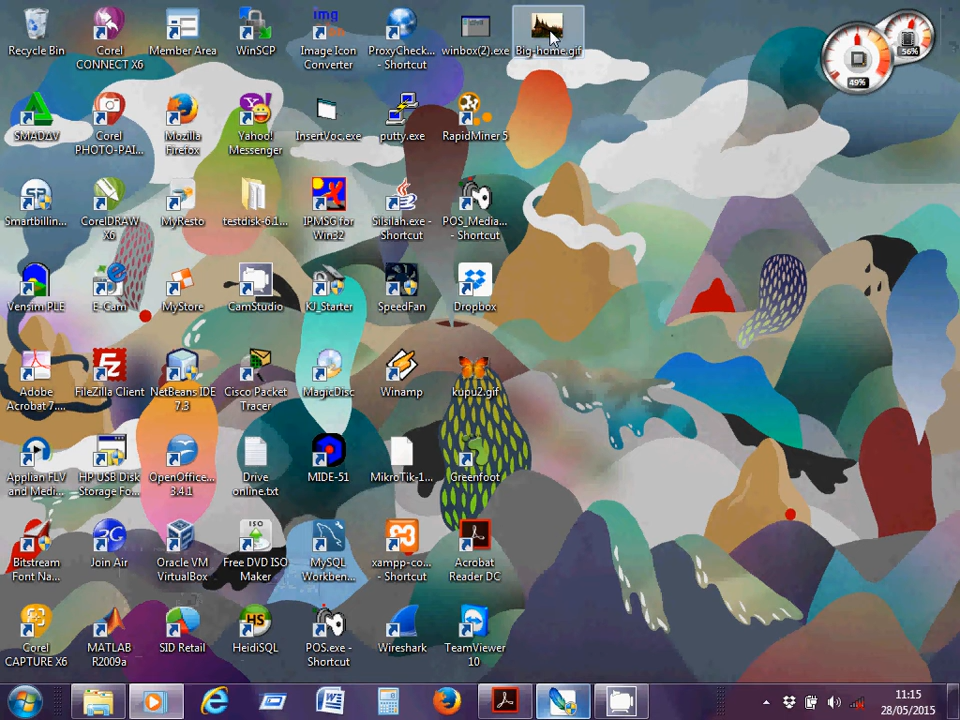 Recycle Bin
Corel
CONNECT X6
Member Area
WinSCP
img
Image Icon
Converter
ProxyCheck...
- Shortcut
winbox(2).exe
Big-home.gif
56%
49%
SMADΔV
Corel
PHOTO-PAI...
Mozilla
Firefox
Yahoo!
Messenger
InsertVoc.exe
putty.exe
RapidMiner 5
SP
Smartbillin...
CorelDRAW
X6
MyResto
testdisk-6.1...
IPMSG for
Win32
Silsilah.exe -
Shortcut
POS_Media...
- Shortcut
Vensim PLE
E-Cam
MyStore
CamStudio
KJ_Starter
SpeedFan
Dropbox
Adobe
Acrobat 7....
FileZilla Client
NetBeans IDE
7.3
Cisco Packet
Tracer
MagicDisc
Winamp
kupu2.gif
Applian FLV
and Medi...
HP USB Disk
Storage Fo...
OpenOffice....
3.4.1
Drive
online.txt
MIDE-51
MikroTik-1...
Greenfoot
Bitstream
Font Na...
Join Air
Oracle VM
VirtualBox
ISO
Free DVD ISO
Maker
MySQL
Workben...
xampp-co...
- Shortcut
Acrobat
Reader DC
Corel
CAPTURE X6
MATLAB
R2009a
SID Retail
HS
HeidiSQL
POS.exe -
Shortcut
Wireshark
TeamViewer
10
11:15
28/05/2015